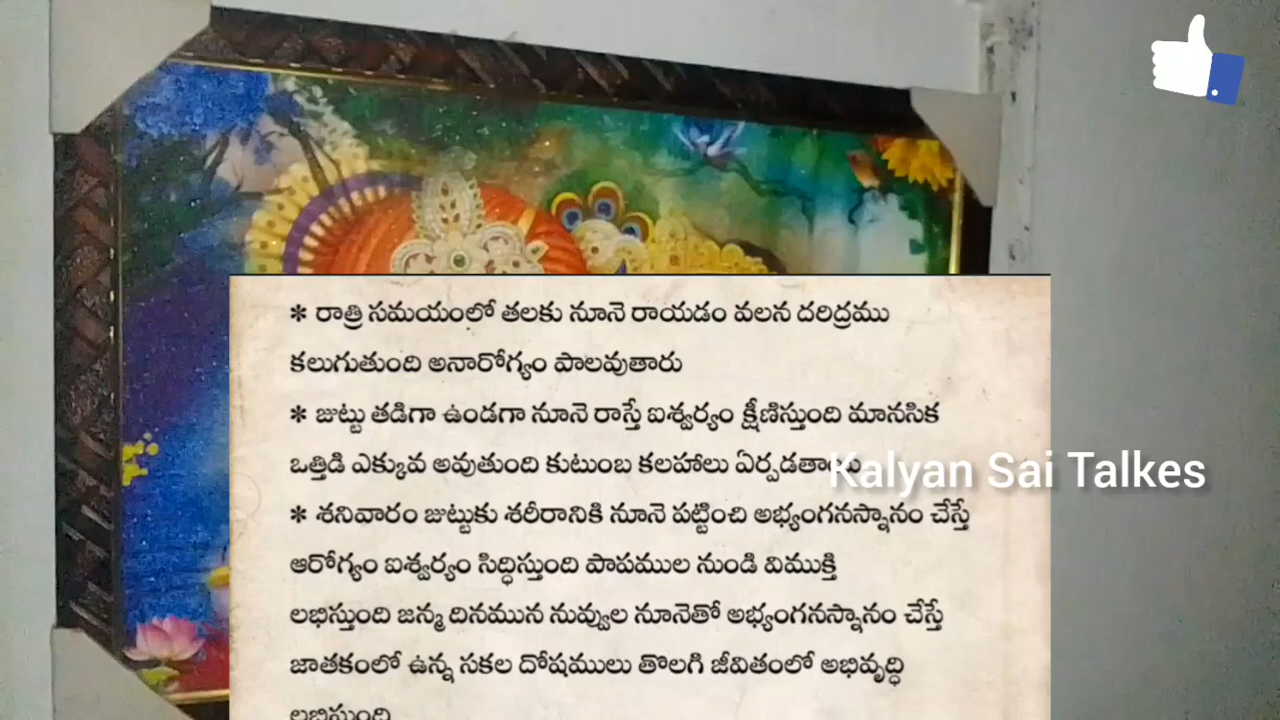 * రాత్రి సమయంలో తలకు నూనె రాయడం వలన దరిద్రము
కలుగుతుంది అనారోగ్యం పాలవుతారు
* జుట్టు తడిగా ఉండగా నూనె రాస్తే ఐశ్వర్యం క్షీణిస్తుంది మానసిక
ఒత్తిడి ఎక్కువ అవుతుంది కుటుంబ కలహాలు
Kalyan Sai Talkes
* శనివారం జుట్టుకు శరీరానికి నూనె పట్టించి అభ్యంగనస్నానం చేస్తే
ఆరోగ్యం ఐశ్వర్యం సిద్ధిస్తుంది పాపముల నుండి విముక్తి
లభిస్తుంది జన్మ దినమున నువ్వుల నూనెతో అభ్యంగనస్నానం చేస్తే
జాతకంలో ఉన్న సకల దోషములు తొలగి జీవితంలో అభివృద్ధి